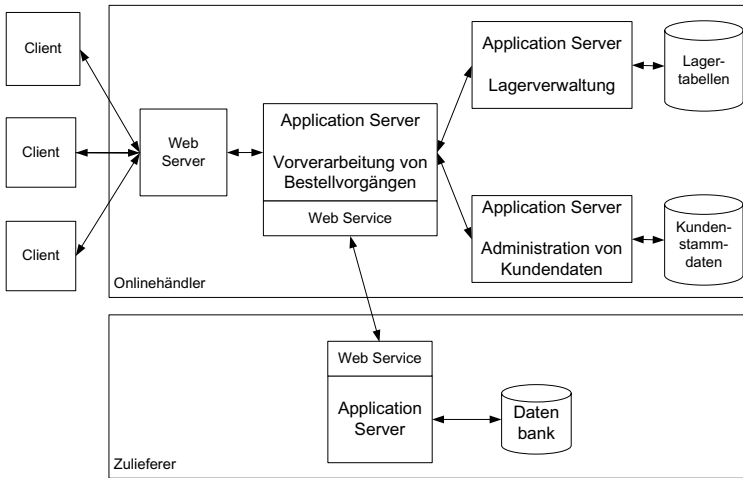 Client
Client
Client
Web
Server
Application Server
Vorverarbeitung von
Bestellvorgängen
Web Service
Application Server
Lagerverwaltung
Lager-
tabellen
Application Server
Administration von
Kundendaten
Kunden-
stamm-
daten
Onlinehändler
Web Service
Application
Server
Daten
bank
Zulieferer